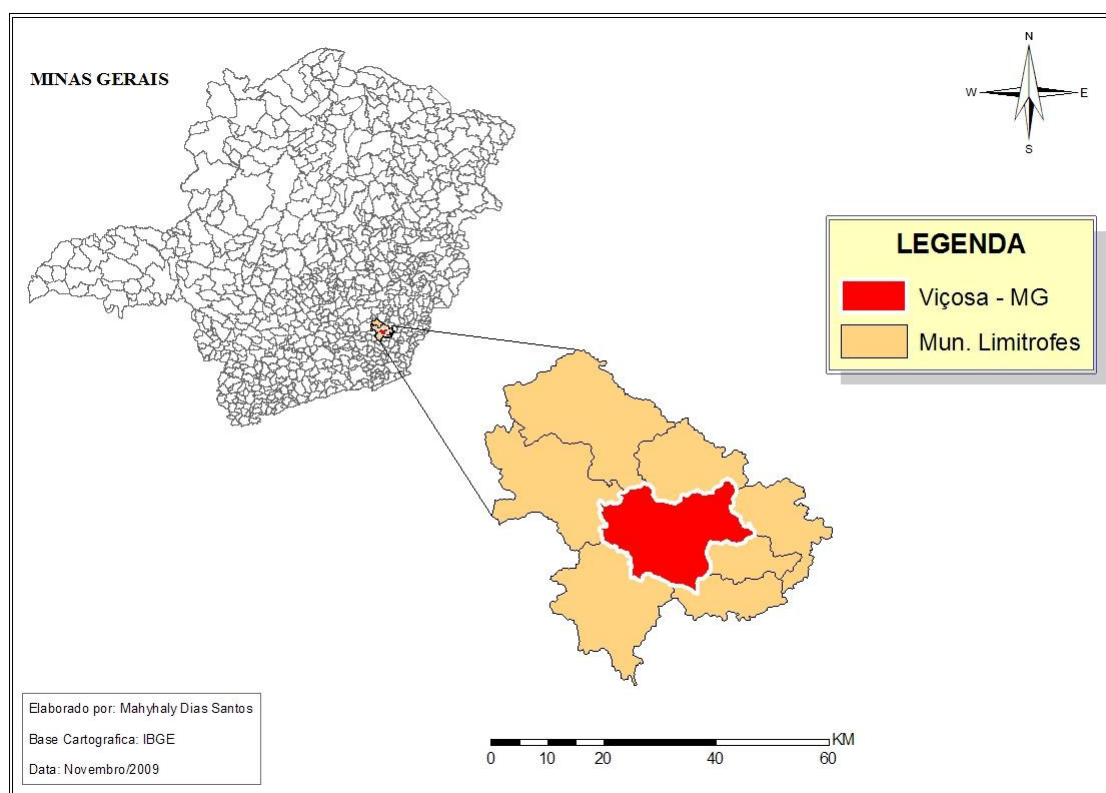 MINAS GERAIS
N
W
E
S
LEGENDA
Viçosa - MG
Mun. Limitrofes
Elaborado por: Mahyhaly Dias Santos
Base Cartografica: IBGE
Data: Novembro/2009
KM
0 10 20 40 60